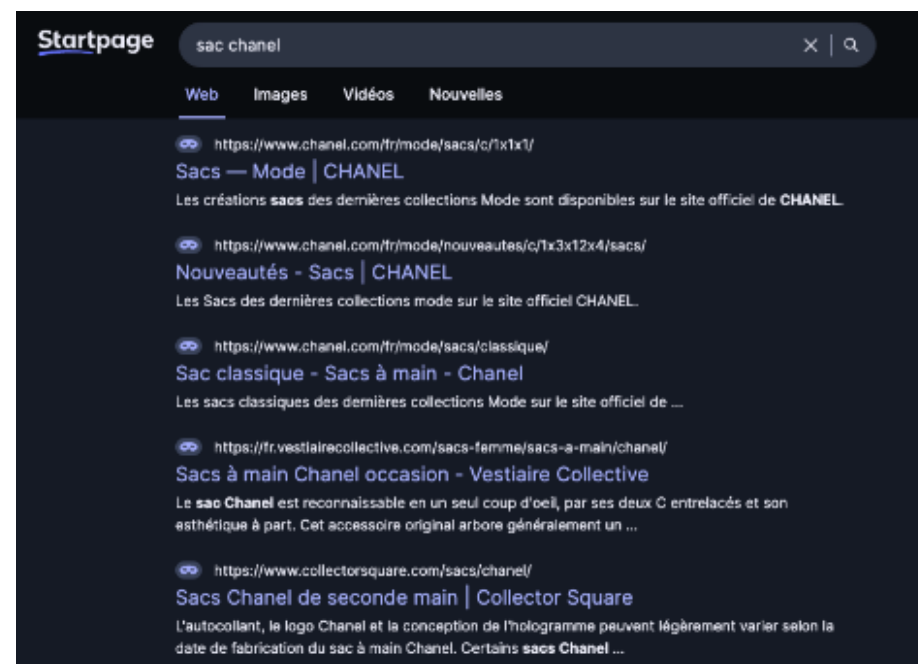 Startpage
sac chanel
Web Images Vidéos Nouvelles
https://www.chanel.com/fr/mode/sacs/c/1x1x1/
Sacs — Mode | CHANEL
Les créations sacs des dernières collections Mode sont disponibles sur le site officiel de CHANEL.
https://www.chanel.com/fr/mode/nouveautes/c/1x3x12x4/sacs/
Nouveautés - Sacs | CHANEL
Les Sacs des dernières collections mode sur le site officiel CHANEL.
https://www.chanel.com/fr/mode/sacs/classique/
Sac classique - Sacs à main - Chanel
Les sacs classiques des dernières collections Mode sur le site officiel de ...
https://fr.vestiairecollective.com/sacs-femme/sacs-a-main/chanel/
Sacs à main Chanel occasion - Vestiaire Collective
Le sac Chanel est reconnaissable en un seul coup d'oeil, par ses deux C entrelacés et son
esthétique à part. Cet accessoire original arbore généralement un ...
https://www.collectorsquare.com/sacs/chanel/
Sacs Chanel de seconde main | Collector Square
L'autocollant, le logo Chanel et la conception de l'hologramme peuvent légèrement varier selon la
date de fabrication du sac à main Chanel. Certains sacs Chanel ...